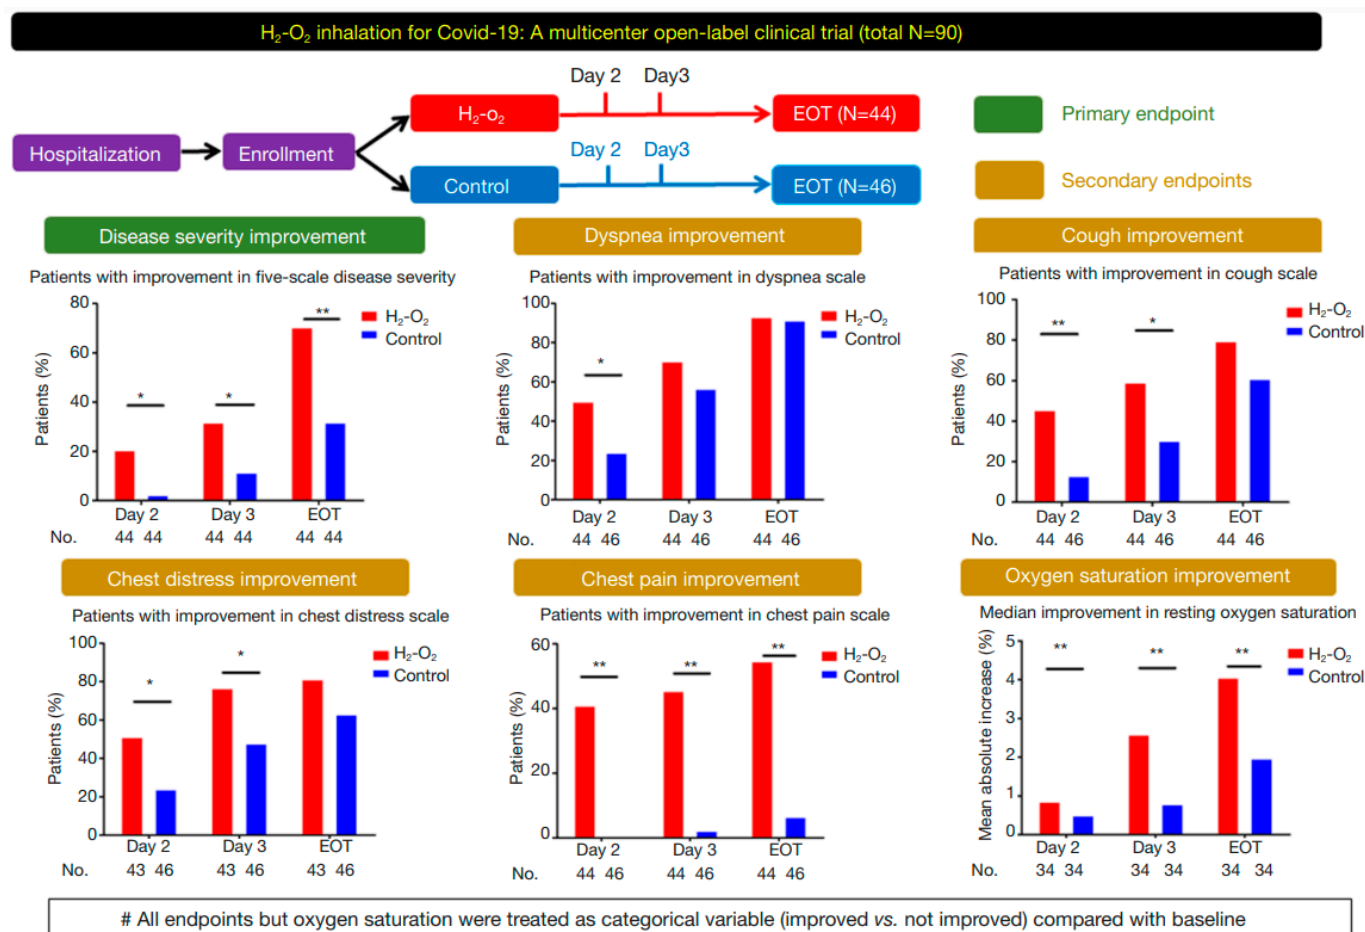 H₂-O₂ inhalation for Covid-19: A multicenter open-label clinical trial (total N=90)
Day 2 Day3
H₂-o₂ EOT (N=44) Primary endpoint
Hospitalization Enrollment
Day 2 Day3
Control EOT (N=46) Secondary endpoints
Disease severity improvement
Patients with improvement in five-scale disease severity
Patients (%)
80
60
40
20
0
* * **
H₂-O₂
Control
Day 2 Day 3 EOT
No. 44 44 44 44 44 44
Dyspnea improvement
Patients with improvement in dyspnea scale
Patients (%)
100
80
60
40
20
0
*
H₂-O₂
Control
Day 2 Day 3 EOT
No. 44 46 44 46 44 46
Cough improvement
Patients with improvement in cough scale
Patients (%)
100
80
60
40
20
0
** *
H₂-O₂
Control
Day 2 Day 3 EOT
No. 44 46 44 46 44 46
Chest distress improvement
Patients with improvement in chest distress scale
Patients (%)
100
80
60
40
20
0
* *
H₂-O₂
Control
Day 2 Day 3 EOT
No. 43 46 43 46 43 46
Chest pain improvement
Patients with improvement in chest pain scale
Patients (%)
60
40
20
0
** ** **
H₂-O₂
Control
Day 2 Day 3 EOT
No. 44 46 44 46 44 46
Oxygen saturation improvement
Median improvement in resting oxygen saturation
Mean absolute increase (%)
5
4
3
2
1
0
** ** **
H₂-O₂
Control
Day 2 Day 3 EOT
No. 34 34 34 34 34 34
# All endpoints but oxygen saturation were treated as categorical variable (improved vs. not improved) compared with baseline